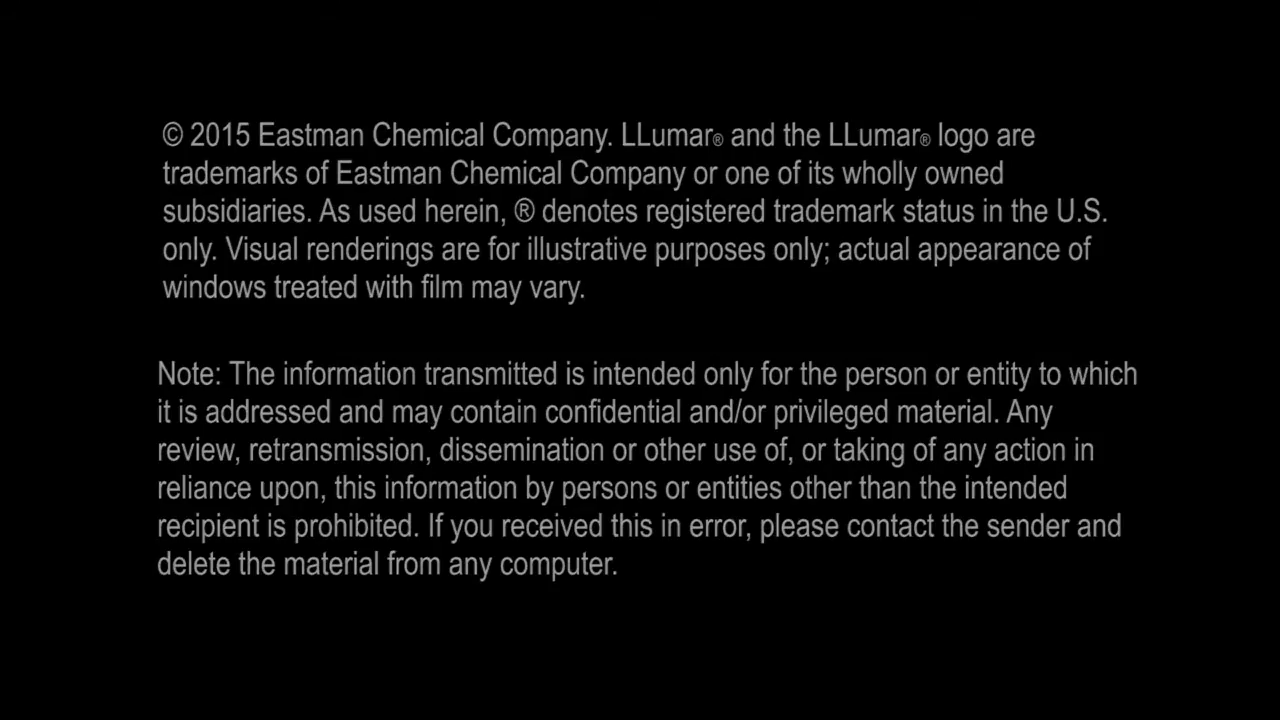 © 2015 Eastman Chemical Company. LLumar® and the LLumar® logo are
trademarks of Eastman Chemical Company or one of its wholly owned
subsidiaries. As used herein, ® denotes registered trademark status in the U.S.
only. Visual renderings are for illustrative purposes only; actual appearance of
windows treated with film may vary.
Note: The information transmitted is intended only for the person or entity to which
it is addressed and may contain confidential and/or privileged material. Any
review, retransmission, dissemination or other use of, or taking of any action in
reliance upon, this information by persons or entities other than the intended
recipient is prohibited. If you received this in error, please contact the sender and
delete the material from any computer.